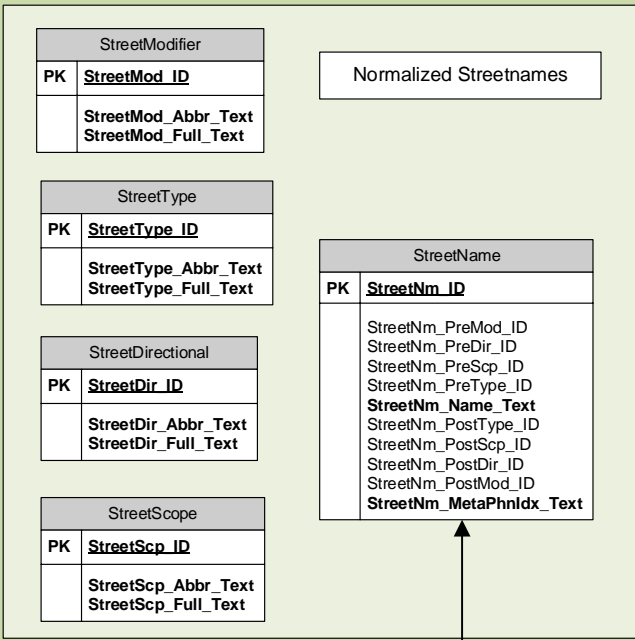 StreetModifier
PK StreetMod_ID
StreetMod_Abbr_Text
StreetMod_Full_Text
Normalized Streetnames
StreetType
PK StreetType_ID
StreetType_Abbr_Text
StreetType_Full_Text
StreetDirectional
PK StreetDir_ID
StreetDir_Abbr_Text
StreetDir_Full_Text
StreetScope
PK StreetScp_ID
StreetScp_Abbr_Text
StreetScp_Full_Text
StreetName
PK StreetNm_ID
StreetNm_PreMod_ID
StreetNm_PreDir_ID
StreetNm_PreScp_ID
StreetNm_PreType_ID
StreetNm_Name_Text
StreetNm_PostType_ID
StreetNm_PostScp_ID
StreetNm_PostDir_ID
StreetNm_PostMod_ID
StreetNm_MetaPhnIdx_Text